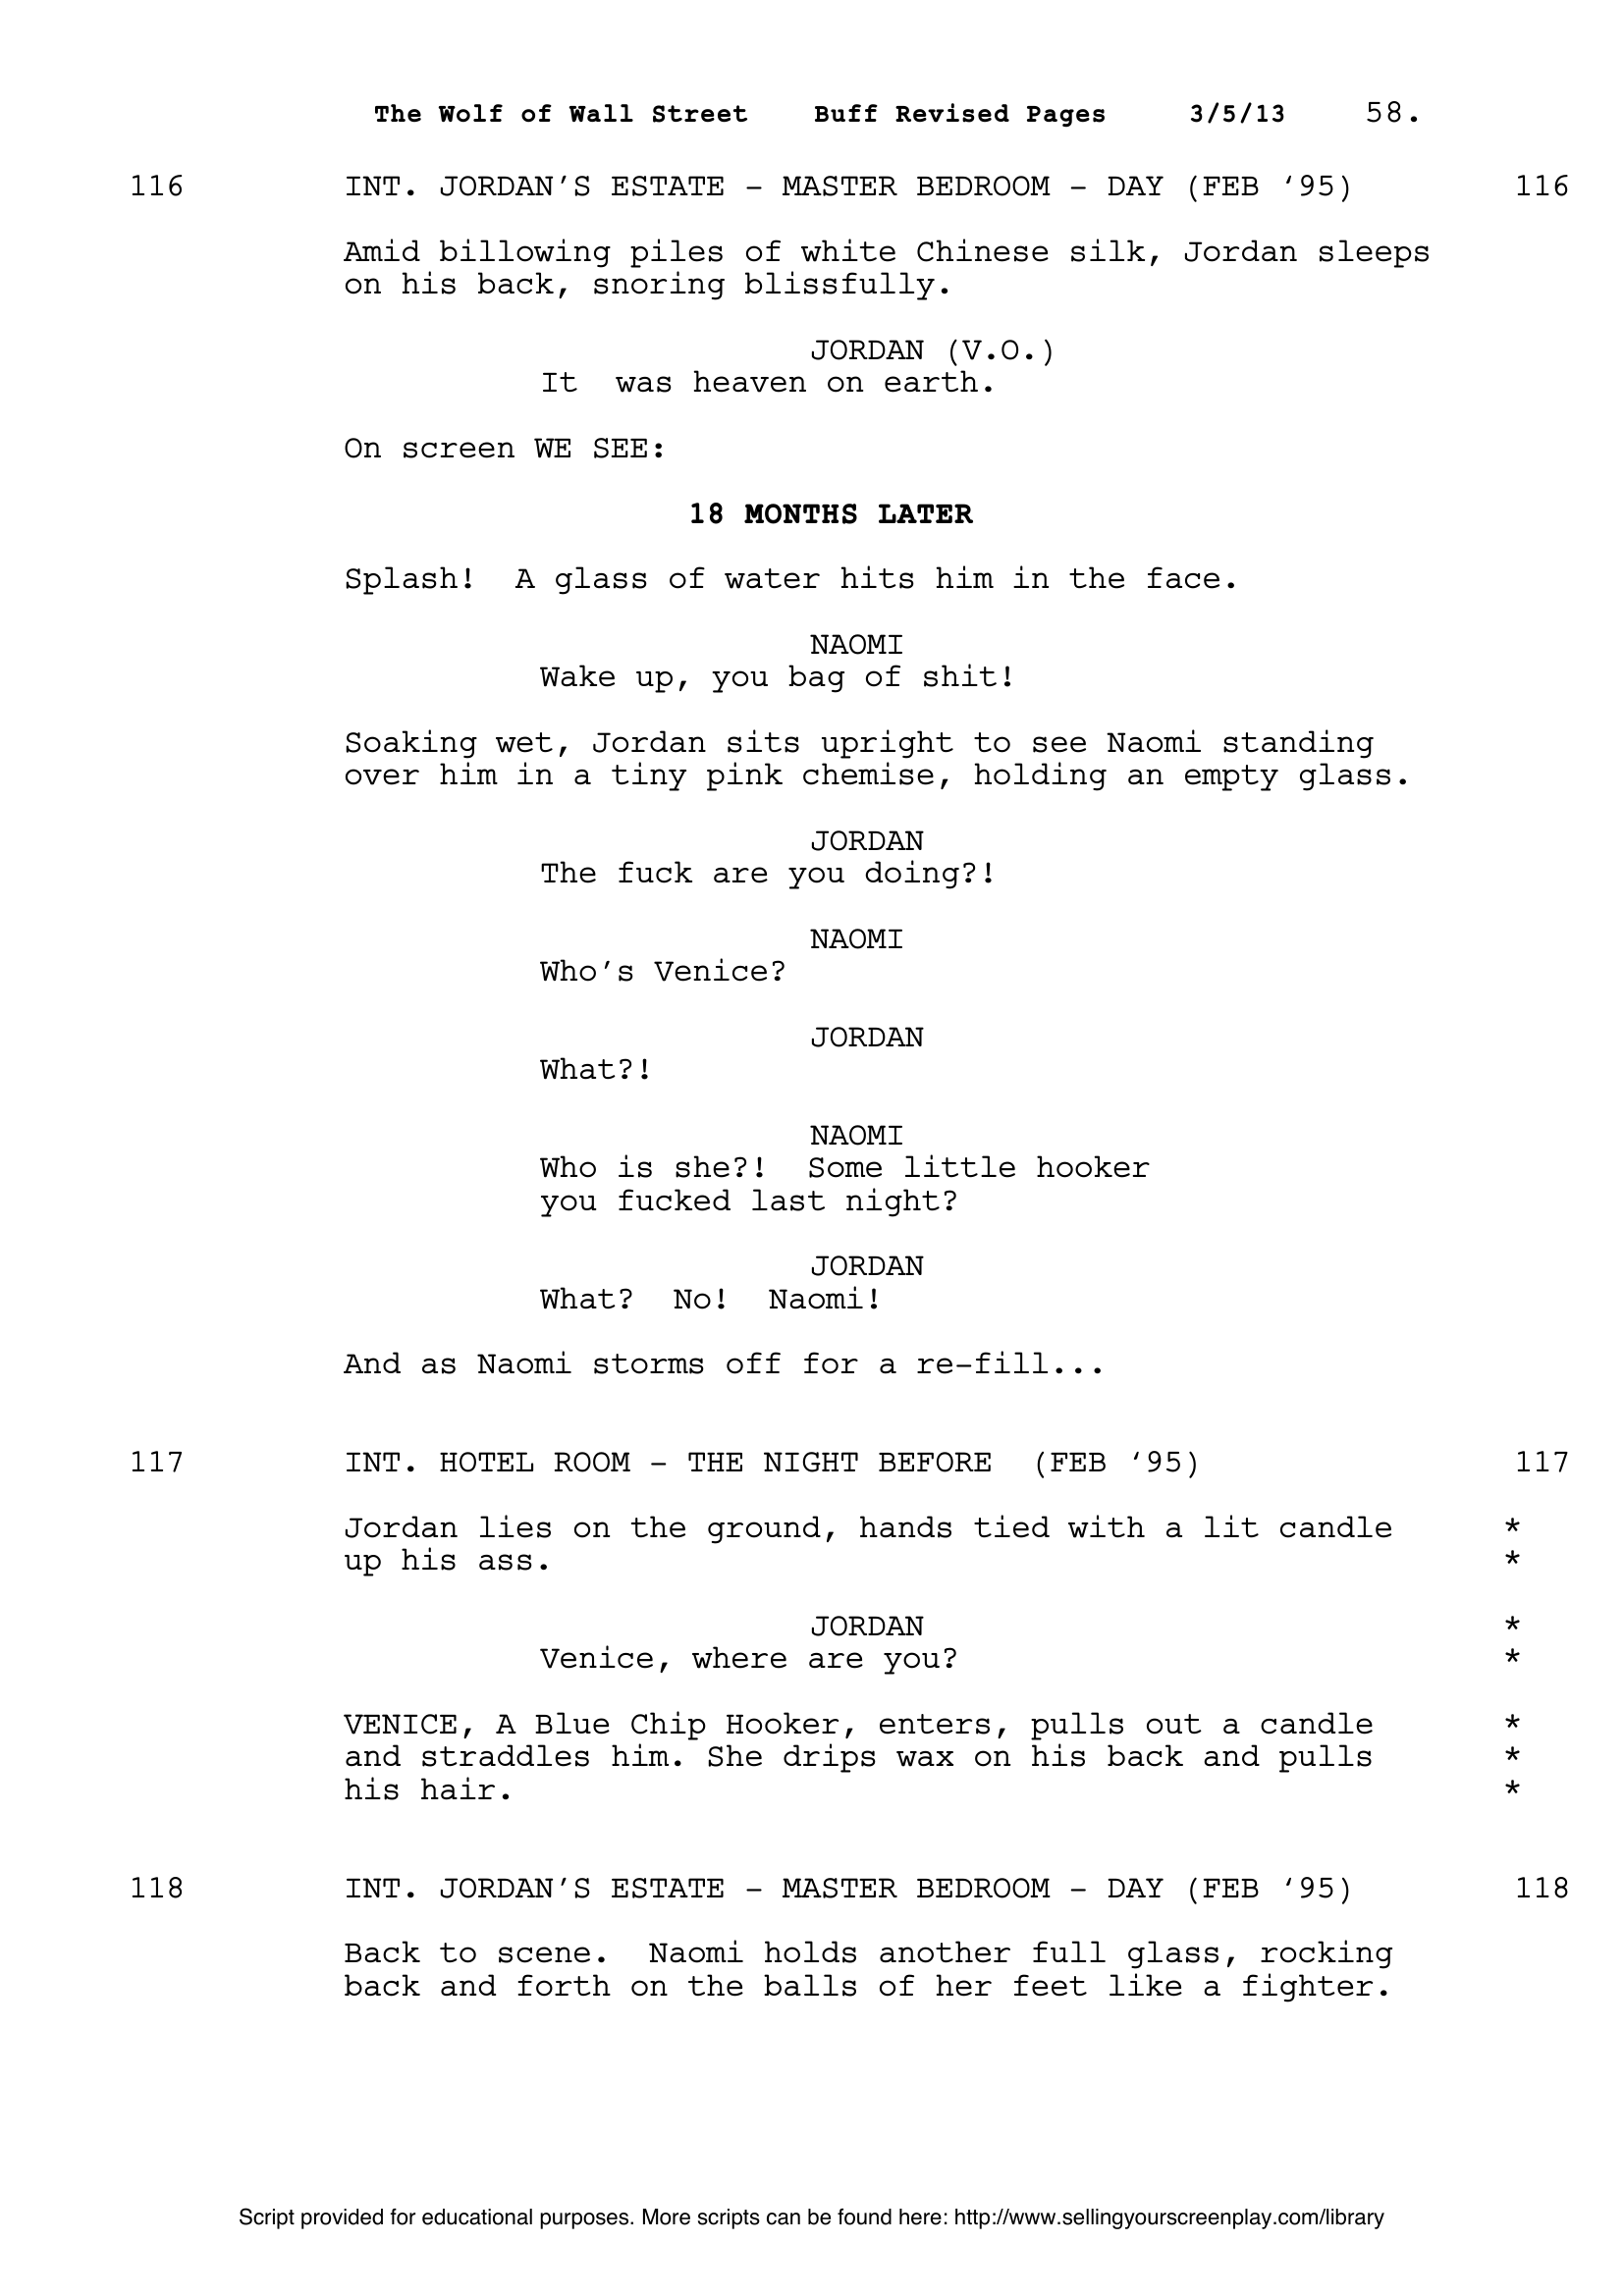 The Wolf of Wall Street    Buff Revised Pages    3/5/13    58.
116 INT. JORDAN’S ESTATE – MASTER BEDROOM – DAY (FEB ‘95) 116
Amid billowing piles of white Chinese silk, Jordan sleeps
on his back, snoring blissfully.
JORDAN (V.O.)
It  was heaven on earth.
On screen WE SEE:
18 MONTHS LATER
Splash!  A glass of water hits him in the face.
NAOMI
Wake up, you bag of shit!
Soaking wet, Jordan sits upright to see Naomi standing
over him in a tiny pink chemise, holding an empty glass.
JORDAN
The fuck are you doing?!
NAOMI
Who’s Venice?
JORDAN
What?!
NAOMI
Who is she?!  Some little hooker
you fucked last night?
JORDAN
What?  No!  Naomi!
And as Naomi storms off for a re-fill...
117 INT. HOTEL ROOM – THE NIGHT BEFORE  (FEB ‘95) 117
Jordan lies on the ground, hands tied with a lit candle *
up his ass. *
JORDAN *
Venice, where are you? *
VENICE, A Blue Chip Hooker, enters, pulls out a candle *
and straddles him. She drips wax on his back and pulls *
his hair. *
118 INT. JORDAN’S ESTATE – MASTER BEDROOM – DAY (FEB ‘95) 118
Back to scene.  Naomi holds another full glass, rocking
back and forth on the balls of her feet like a fighter.
Script provided for educational purposes. More scripts can be found here: http://www.sellingyourscreenplay.com/library